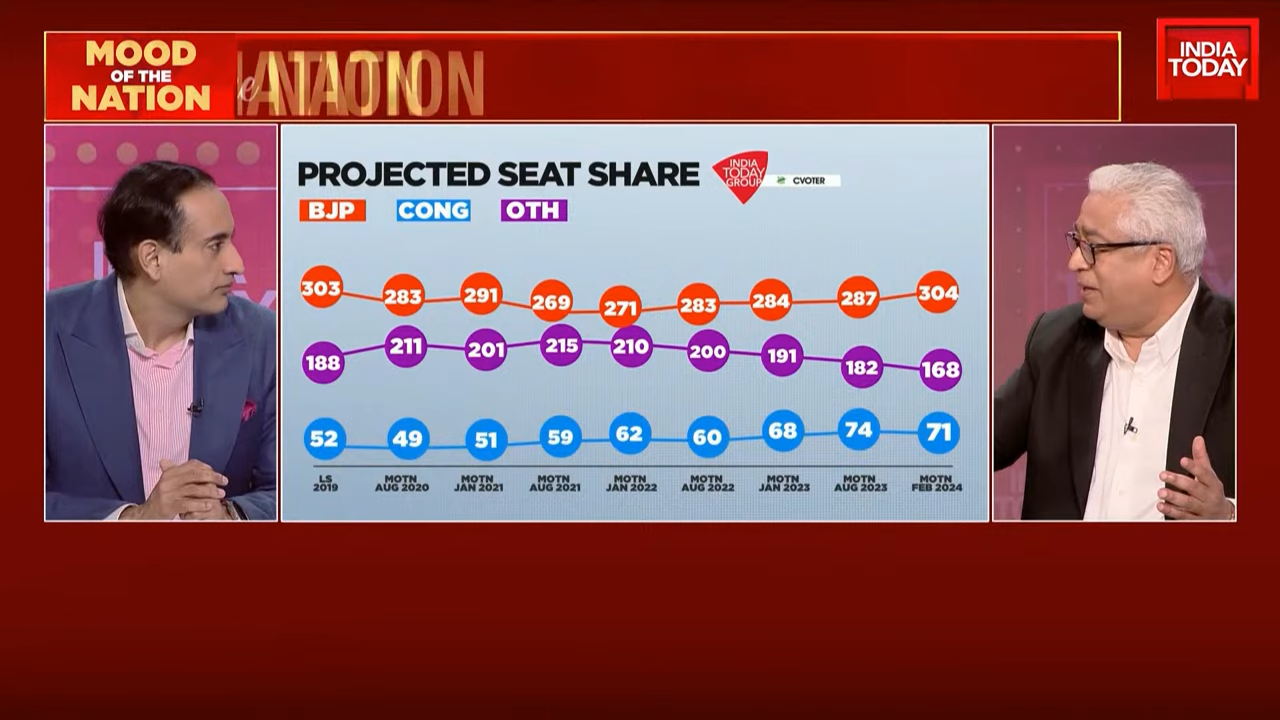 MOOD
OF THE
NATION
INDIA
TODAY
PROJECTED SEAT SHARE
INDIA
TODAY
GROUP
CVOTER
BJP CONG OTH
303 283 291 269 271 283 284 287 304
188 211 201 215 210 200 191 182 168
52 49 51 59 62 60 68 74 71
LS MOTN MOTN MOTN MOTN MOTN MOTN MOTN MOTN
2019 AUG 2020 JAN 2021 AUG 2021 JAN 2022 AUG 2022 JAN 2023 AUG 2023 FEB 2024